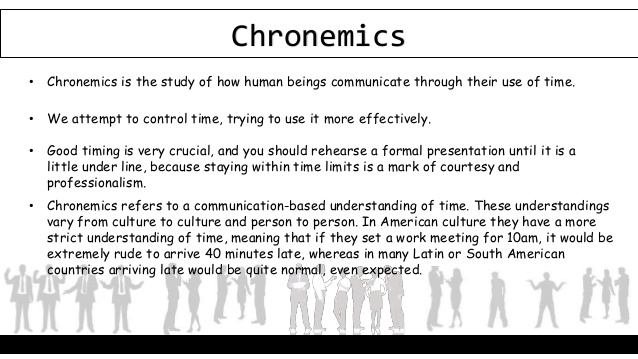 Chronemics
• Chronemics is the study of how human beings communicate through their use of time.
• We attempt to control time, trying to use it more effectively.
• Good timing is very crucial, and you should rehearse a formal presentation until it is a
little under line, because staying within time limits is a mark of courtesy and
professionalism.
• Chronemics refers to a communication-based understanding of time. These understandings
vary from culture to culture and person to person. In American culture they have a more
strict understanding of time, meaning that if they set a work meeting for 10am, it would be
extremely rude to arrive 40 minutes late, whereas in many Latin or South American
countries arriving late would be quite normal, even expected.